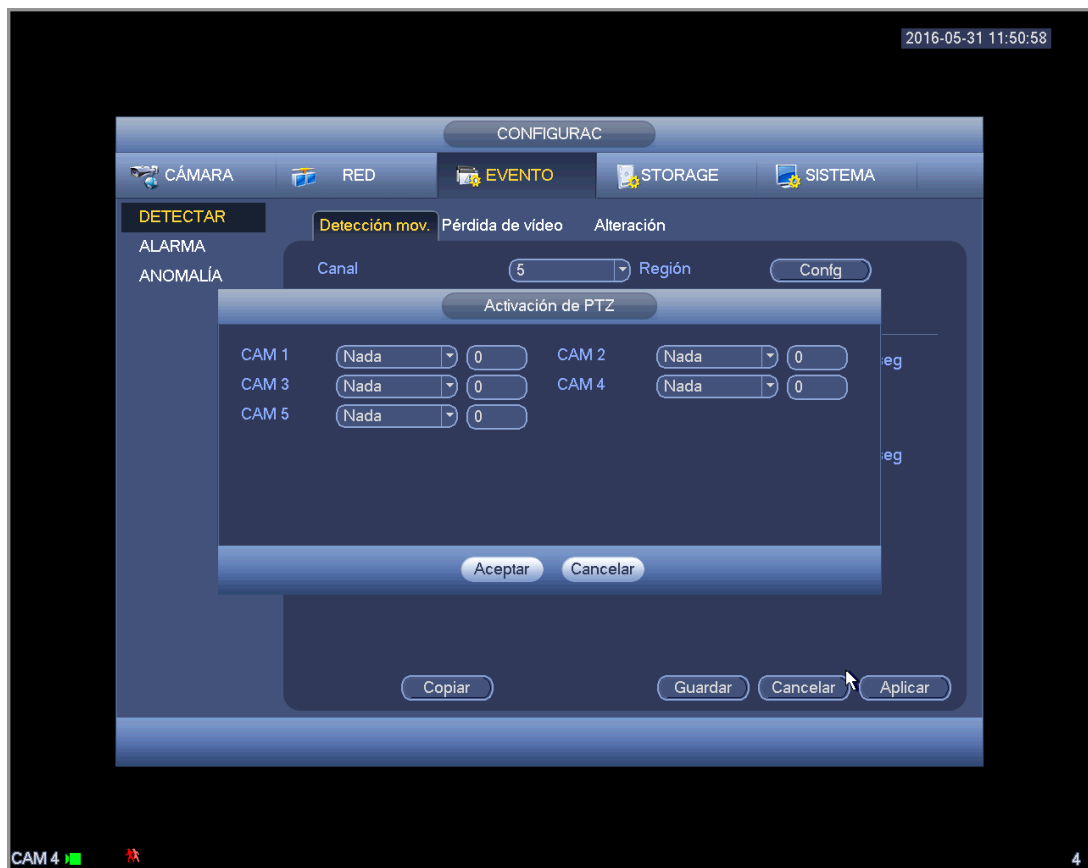 2016-05-31 11:50:58
CONFIGURAC
CÁMARA RED EVENTO STORAGE SISTEMA
DETECTAR
ALARMA
ANOMALÍA
Detección mov. Pérdida de vídeo Alteración
Canal 5 Región Confg
Activación de PTZ
CAM 1 Nada 0 CAM 2 Nada 0
eg
CAM 3 Nada 0 CAM 4 Nada 0
CAM 5 Nada 0
eg
Aceptar Cancelar
Copiar Guardar Cancelar Aplicar
CAM 4 4